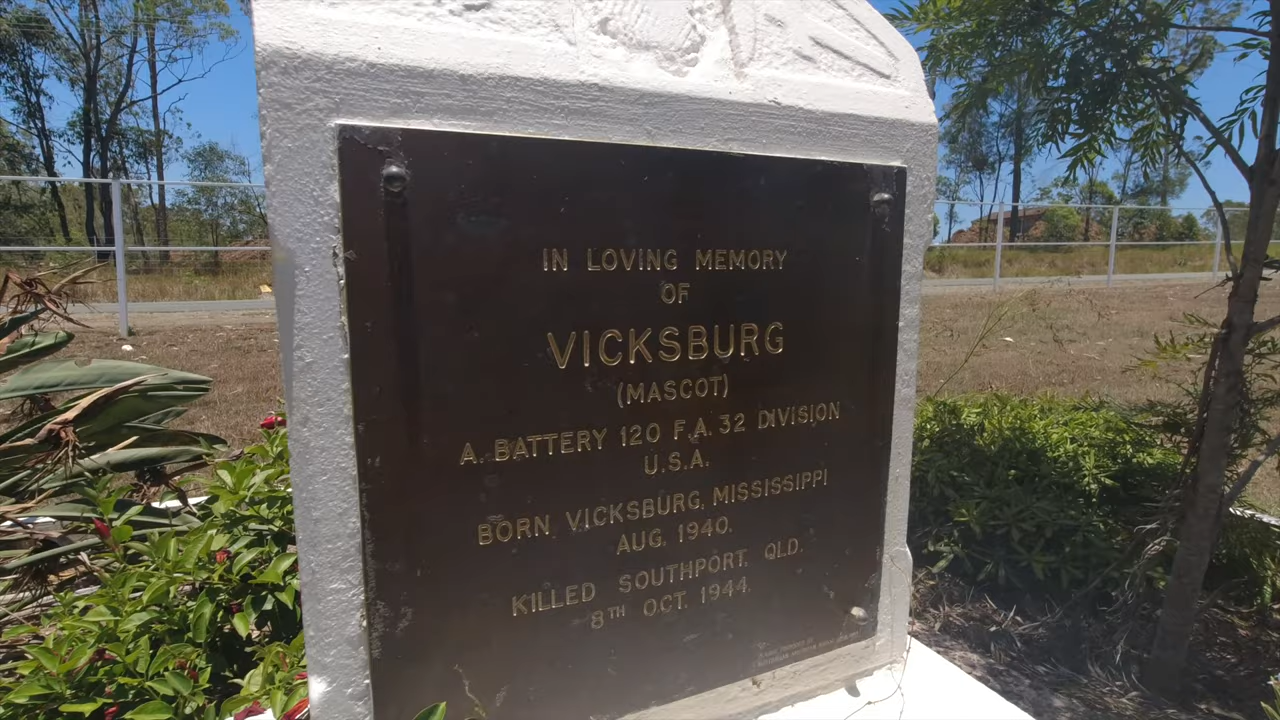 IN LOVING MEMORY
OF
VICKSBURG
(MASCOT)
A. BATTERY 120 F.A. 32 DIVISION
U.S.A.
BORN VICKSBURG, MISSISSIPPI
AUG. 1940.
KILLED SOUTHPORT, QLD.
8TH OCT. 1944.